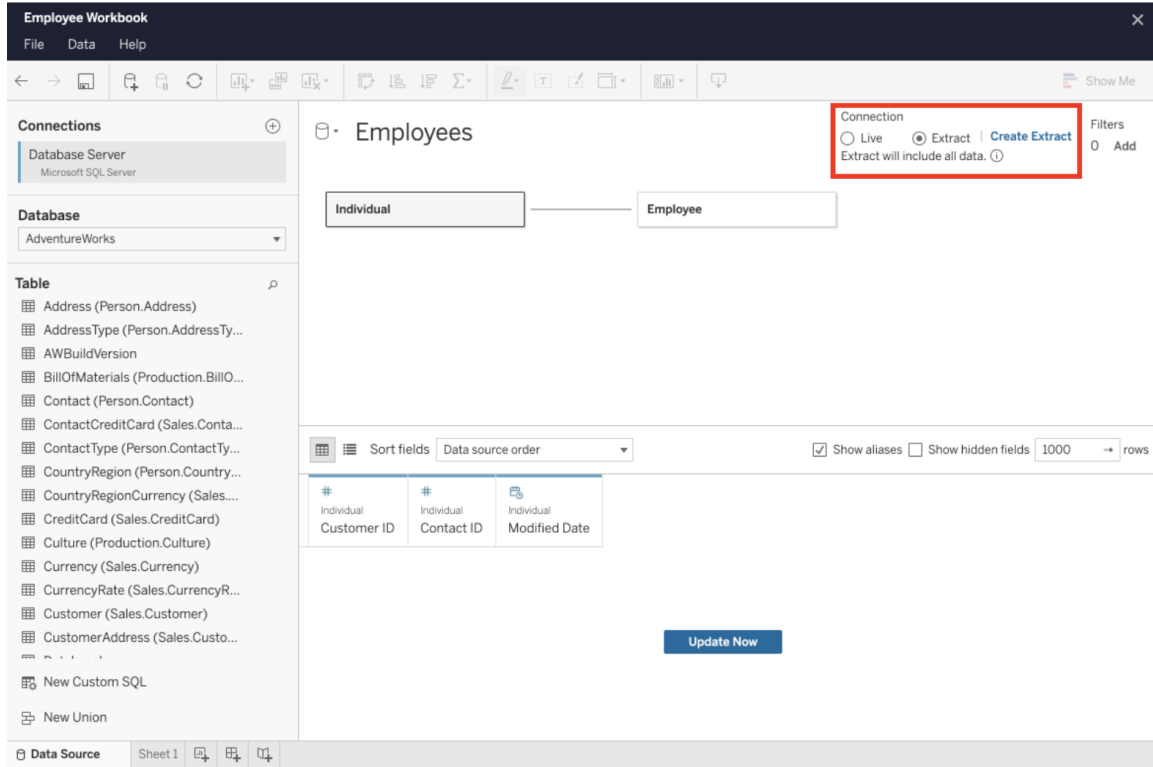 Employee Workbook
File Data Help
Show Me
Connections
Database Server
Microsoft SQL Server
Database
AdventureWorks
Table
Address (Person.Address)
AddressType (Person.AddressTy...
AWBuildVersion
BillOfMaterials (Production.BillO...
Contact (Person.Contact)
ContactCreditCard (Sales.Conta...
ContactType (Person.ContactTy...
CountryRegion (Person.Country...
CountryRegionCurrency (Sales....
CreditCard (Sales.CreditCard)
Culture (Production.Culture)
Currency (Sales.Currency)
CurrencyRate (Sales.CurrencyR...
Customer (Sales.Customer)
CustomerAddress (Sales.Custo...
New Custom SQL
New Union
Employees
Connection
Live Extract | Create Extract
Extract will include all data.
Filters
0 Add
Individual
Employee
Sort fields Data source order Show aliases Show hidden fields 1000 → rows
Individual
Customer ID
Individual
Contact ID
Individual
Modified Date
Update Now
Data Source Sheet 1